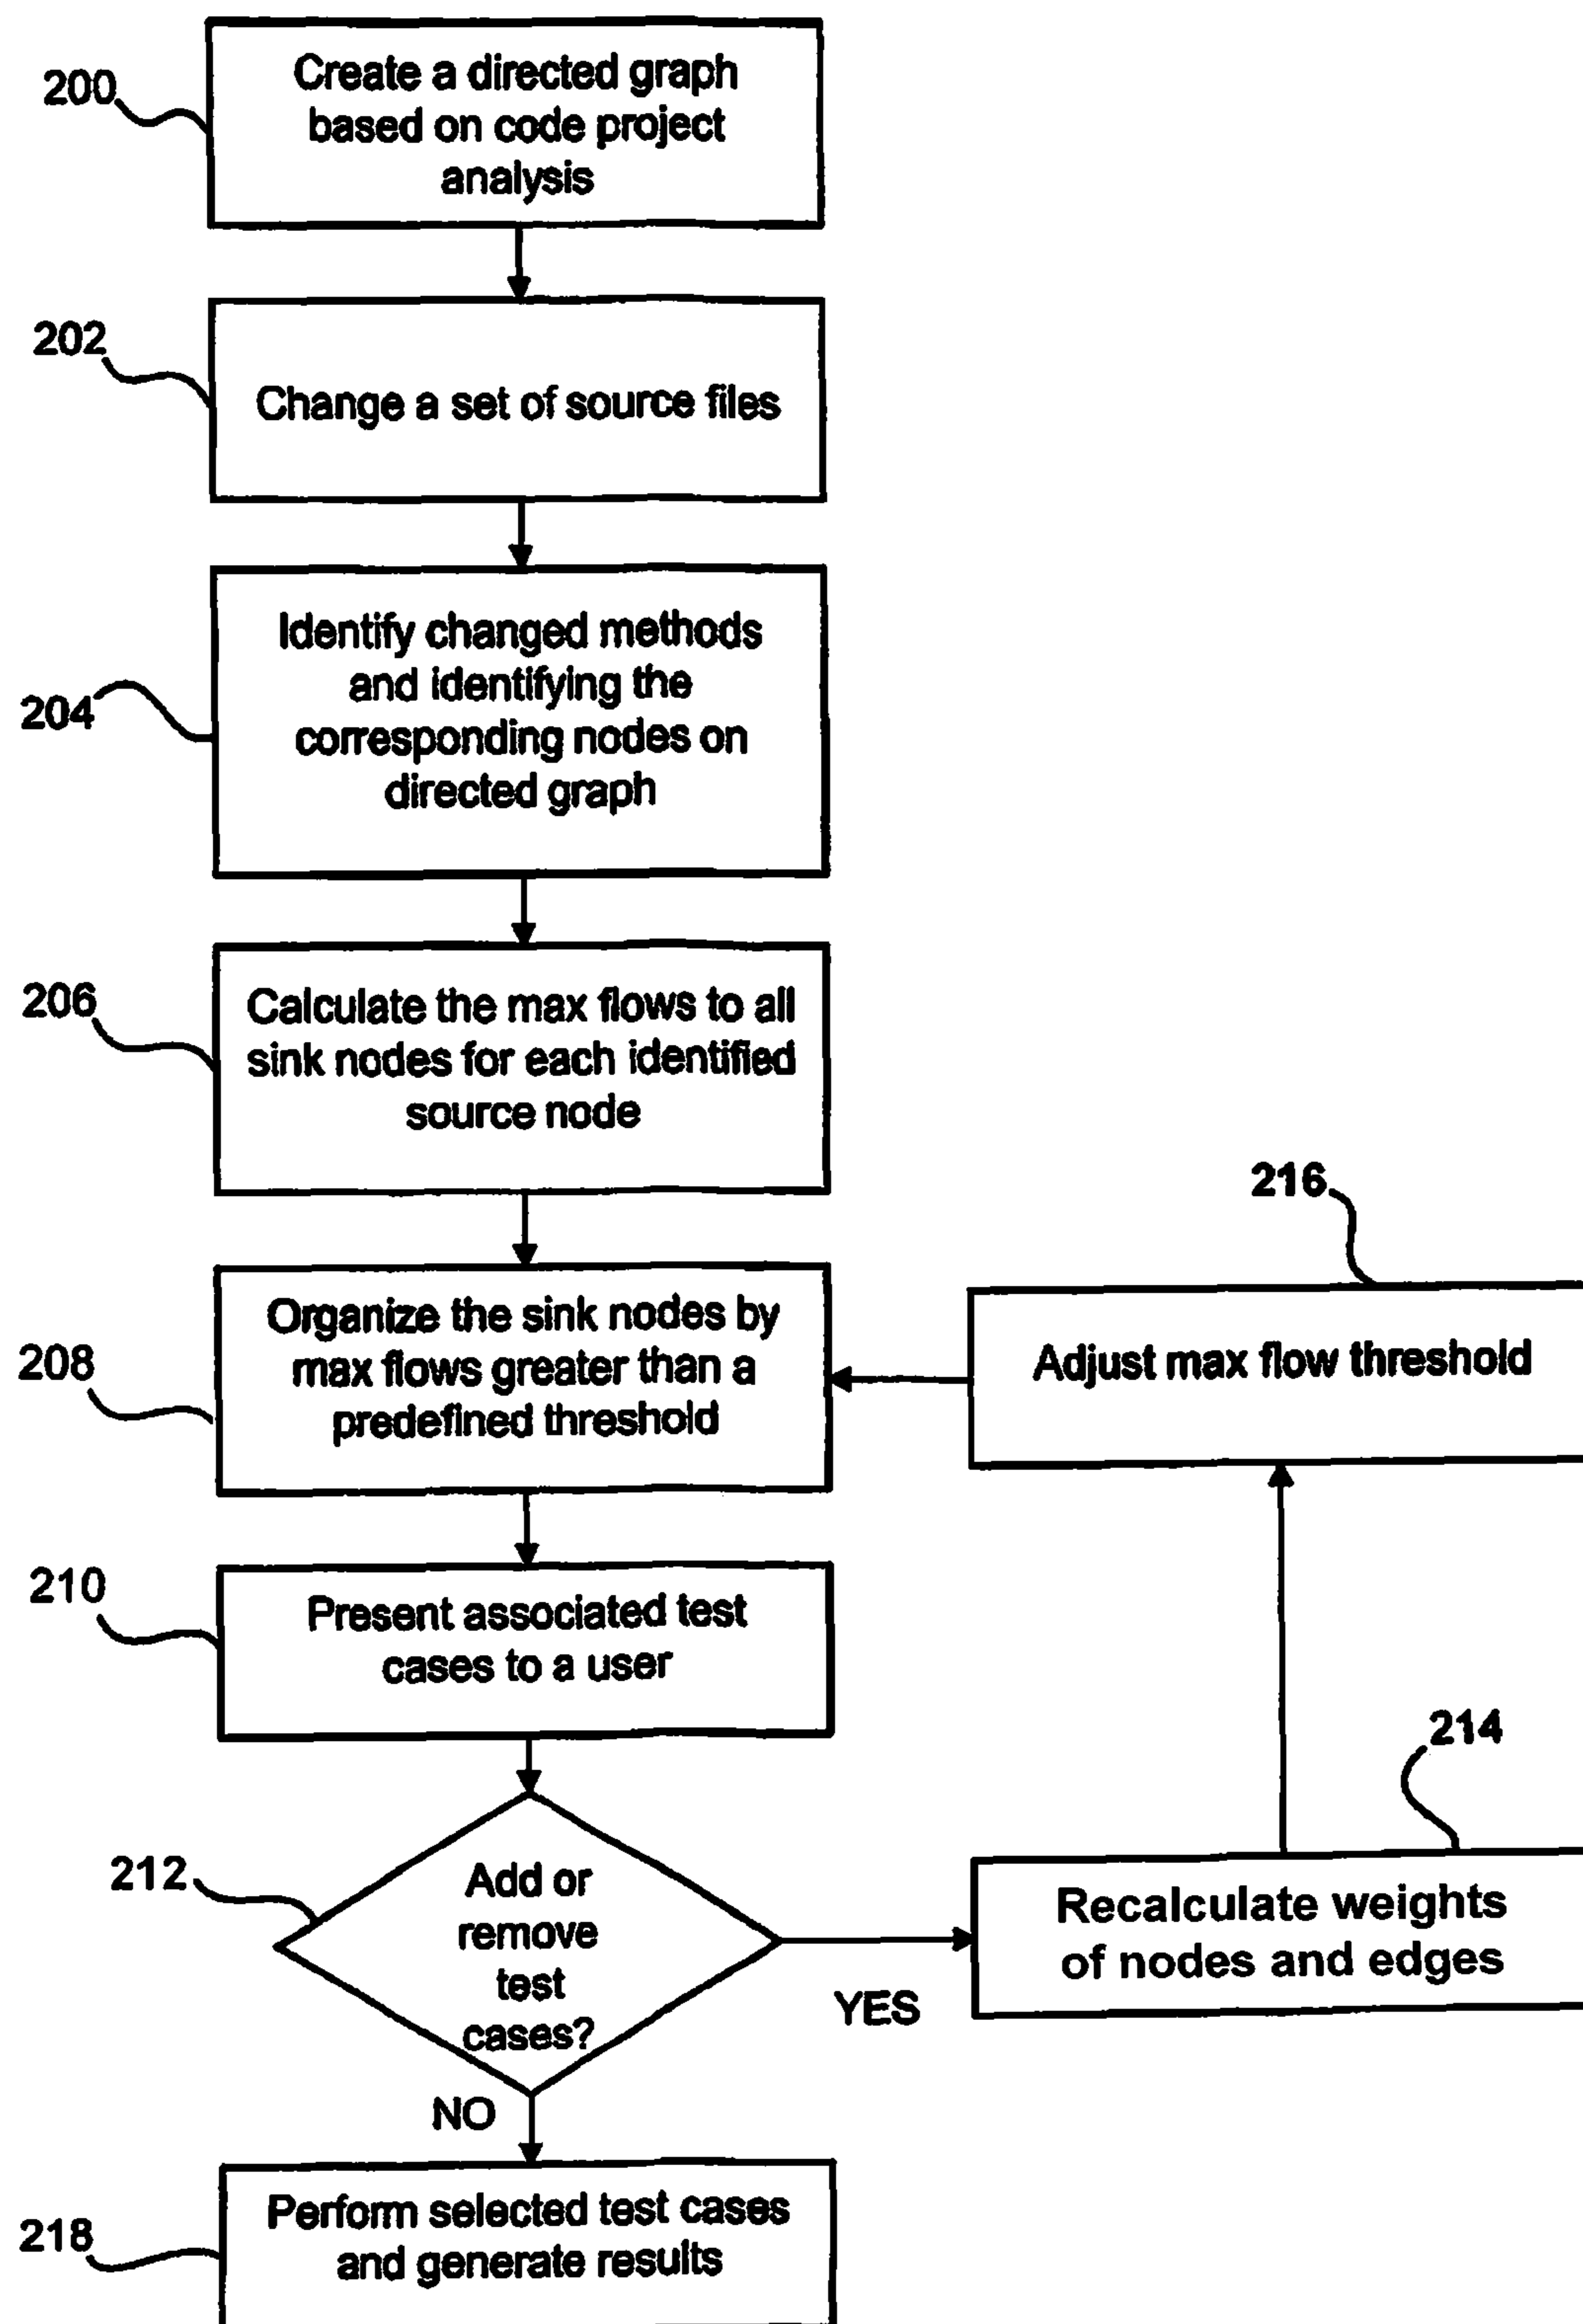 200
Create a directed graph
based on code project
analysis
202
Change a set of source files
204
Identify changed methods
and identifying the
corresponding nodes on
directed graph
206
Calculate the max flows to all
sink nodes for each identified
source node
216
208
Organize the sink nodes by
max flows greater than a
predefined threshold
Adjust max flow threshold
210
Present associated test
cases to a user
214
212
Add or
remove
test
cases?
YES
Recalculate weights
of nodes and edges
NO
218
Perform selected test cases
and generate results